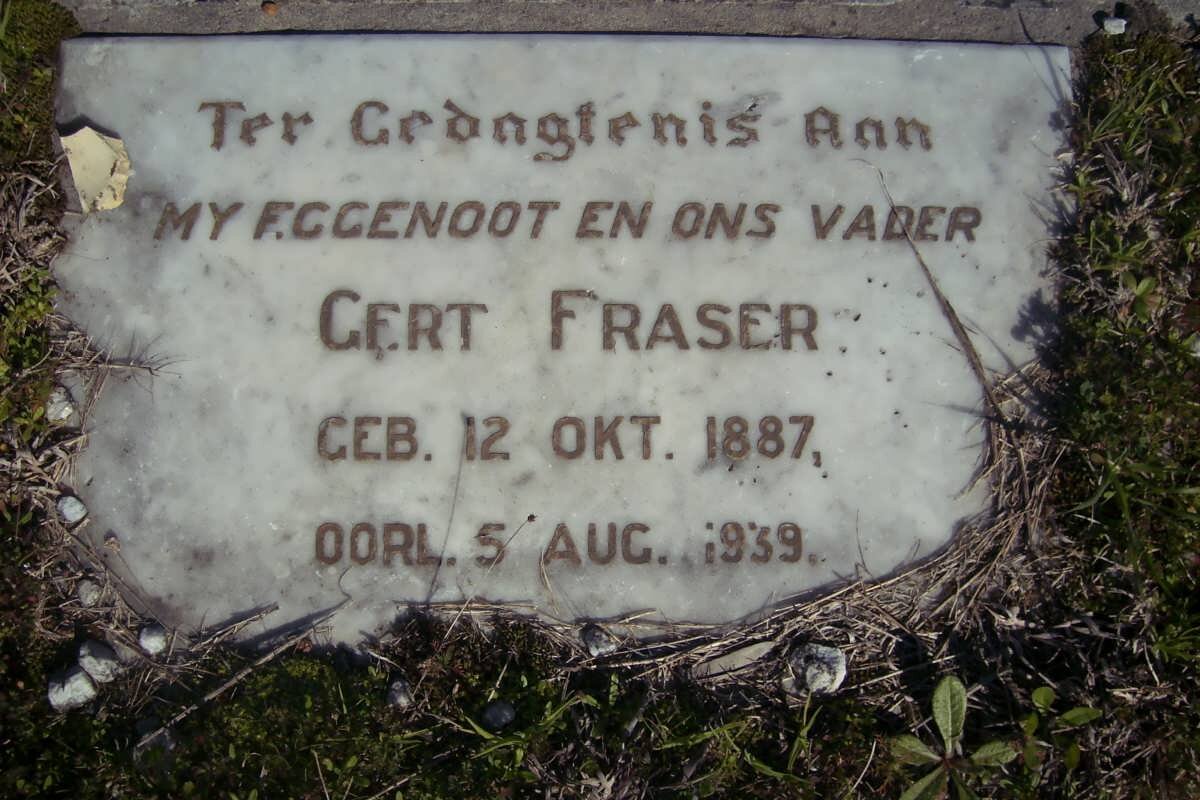 Ter Gedagtenis Aan
MY EGGENOOT EN ONS VADER
GERT FRASER
GEB. 12 OKT. 1887,
OORL. 5 AUG. 1939.